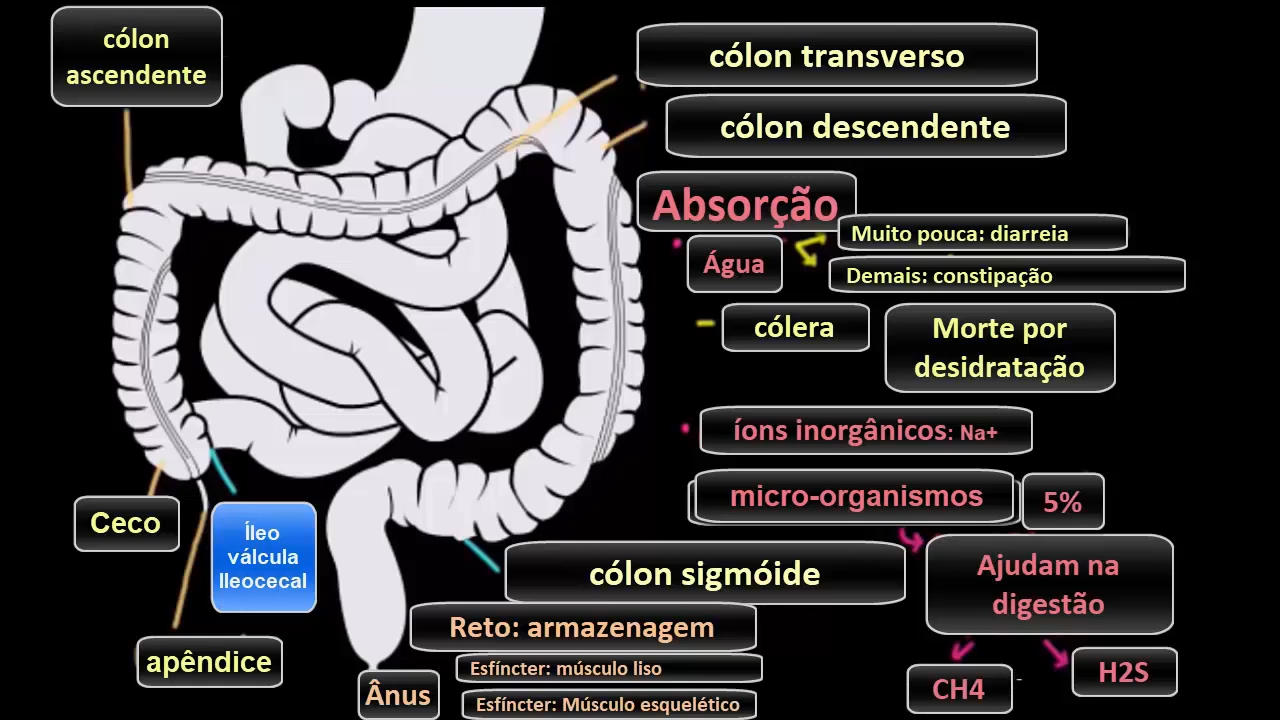 cólon
ascendente
cólon transverso
cólon descendente
Absorção
Muito pouca: diarreia
Água
Demais: constipação
cólera
Morte por
desidratação
íons inorgânicos: Na+
micro-organismos
5%
Ceco
Íleo
válcula
Ileocecal
cólon sigmóide
Ajudam na
digestão
Reto: armazenagem
apêndice
Esfíncter: músculo liso
Ânus
Esfíncter: Músculo esquelético
CH4
H2S